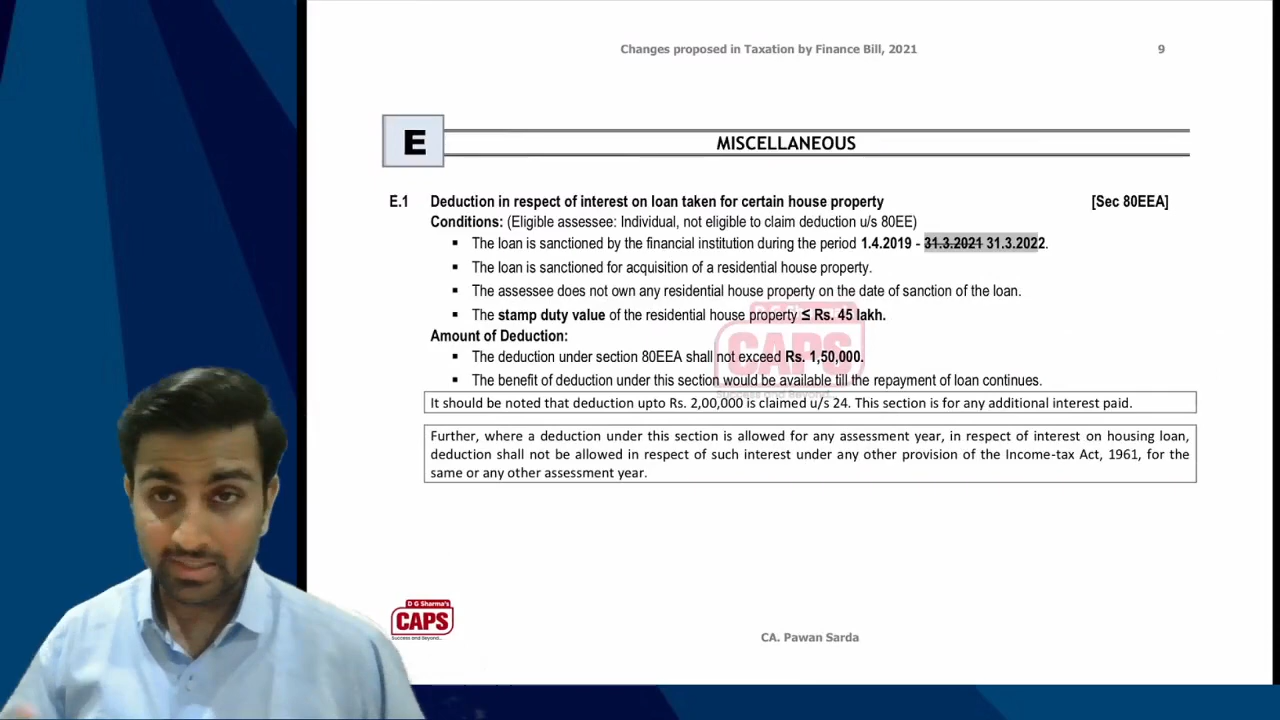 Changes proposed in Taxation by Finance Bill, 2021 9
E MISCELLANEOUS
E.1 Deduction in respect of interest on loan taken for certain house property [Sec 80EEA]
Conditions: (Eligible assessee: Individual, not eligible to claim deduction u/s 80EE)
▪ The loan is sanctioned by the financial institution during the period 1.4.2019 - 31.3.2021 31.3.2022.
▪ The loan is sanctioned for acquisition of a residential house property.
▪ The assessee does not own any residential house property on the date of sanction of the loan.
▪ The stamp duty value of the residential house property ≤ Rs. 45 lakh.
Amount of Deduction:
▪ The deduction under section 80EEA shall not exceed Rs. 1,50,000.
▪ The benefit of deduction under this section would be available till the repayment of loan continues.
It should be noted that deduction upto Rs. 2,00,000 is claimed u/s 24. This section is for any additional interest paid.
Further, where a deduction under this section is allowed for any assessment year, in respect of interest on housing loan,
deduction shall not be allowed in respect of such interest under any other provision of the Income-tax Act, 1961, for the
same or any other assessment year.
CAPS
D G Sharma's
CAPS
Success and Beyond...
CA. Pawan Sarda